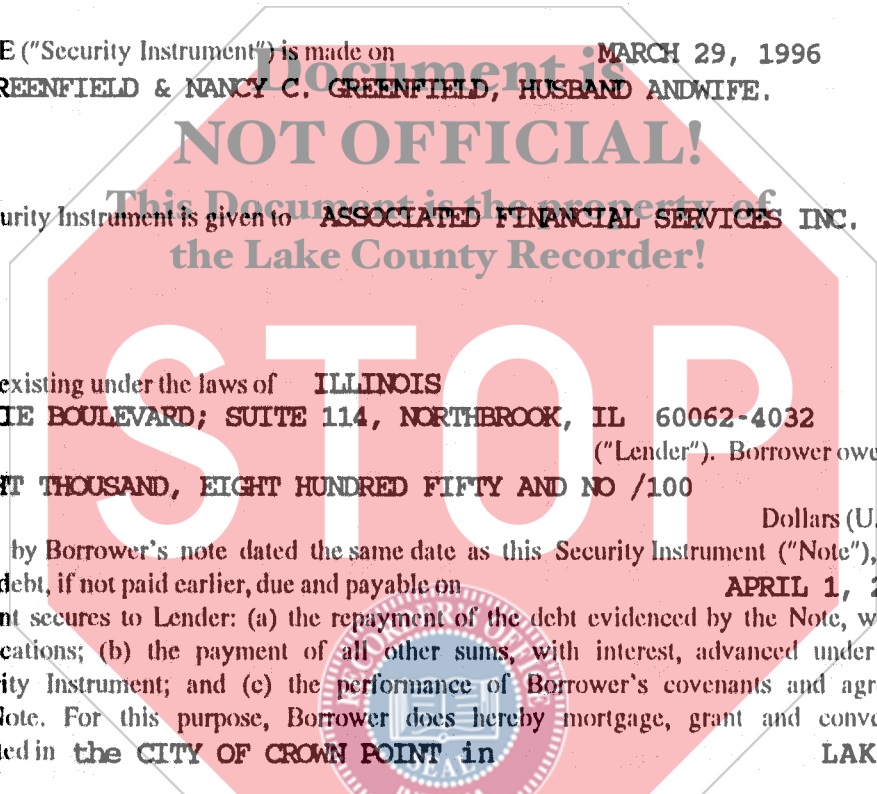 E ("Security Instrument") is made on MARCH 29, 1996
Document is
REENFIELD & NANCY C. GREENFIELD, HUSBAND ANDWIFE.
NOT OFFICIAL!
This Document is the property of
urity Instrument is given to ASSOCIATED FINANCIAL SERVICES INC.
the Lake County Recorder!
STOP
existing under the laws of ILLINOIS
IE BOULEVARD; SUITE 114, NORTHBROOK, IL 60062-4032
("Lender"). Borrower owe
HT THOUSAND, EIGHT HUNDRED FIFTY AND NO /100
Dollars (U.
by Borrower's note dated the same date as this Security Instrument ("Note"),
debt, if not paid earlier, due and payable on APRIL 1, 2
nt secures to Lender: (a) the repayment of the debt evidenced by the Note, w
cations; (b) the payment of all other sums, with interest, advanced under
rity Instrument; and (c) the performance of Borrower's covenants and agr
Note. For this purpose, Borrower does hereby mortgage, grant and conve
ted in the CITY OF CROWN POINT in LAK
RECORDER'S OFFICE
SEAL